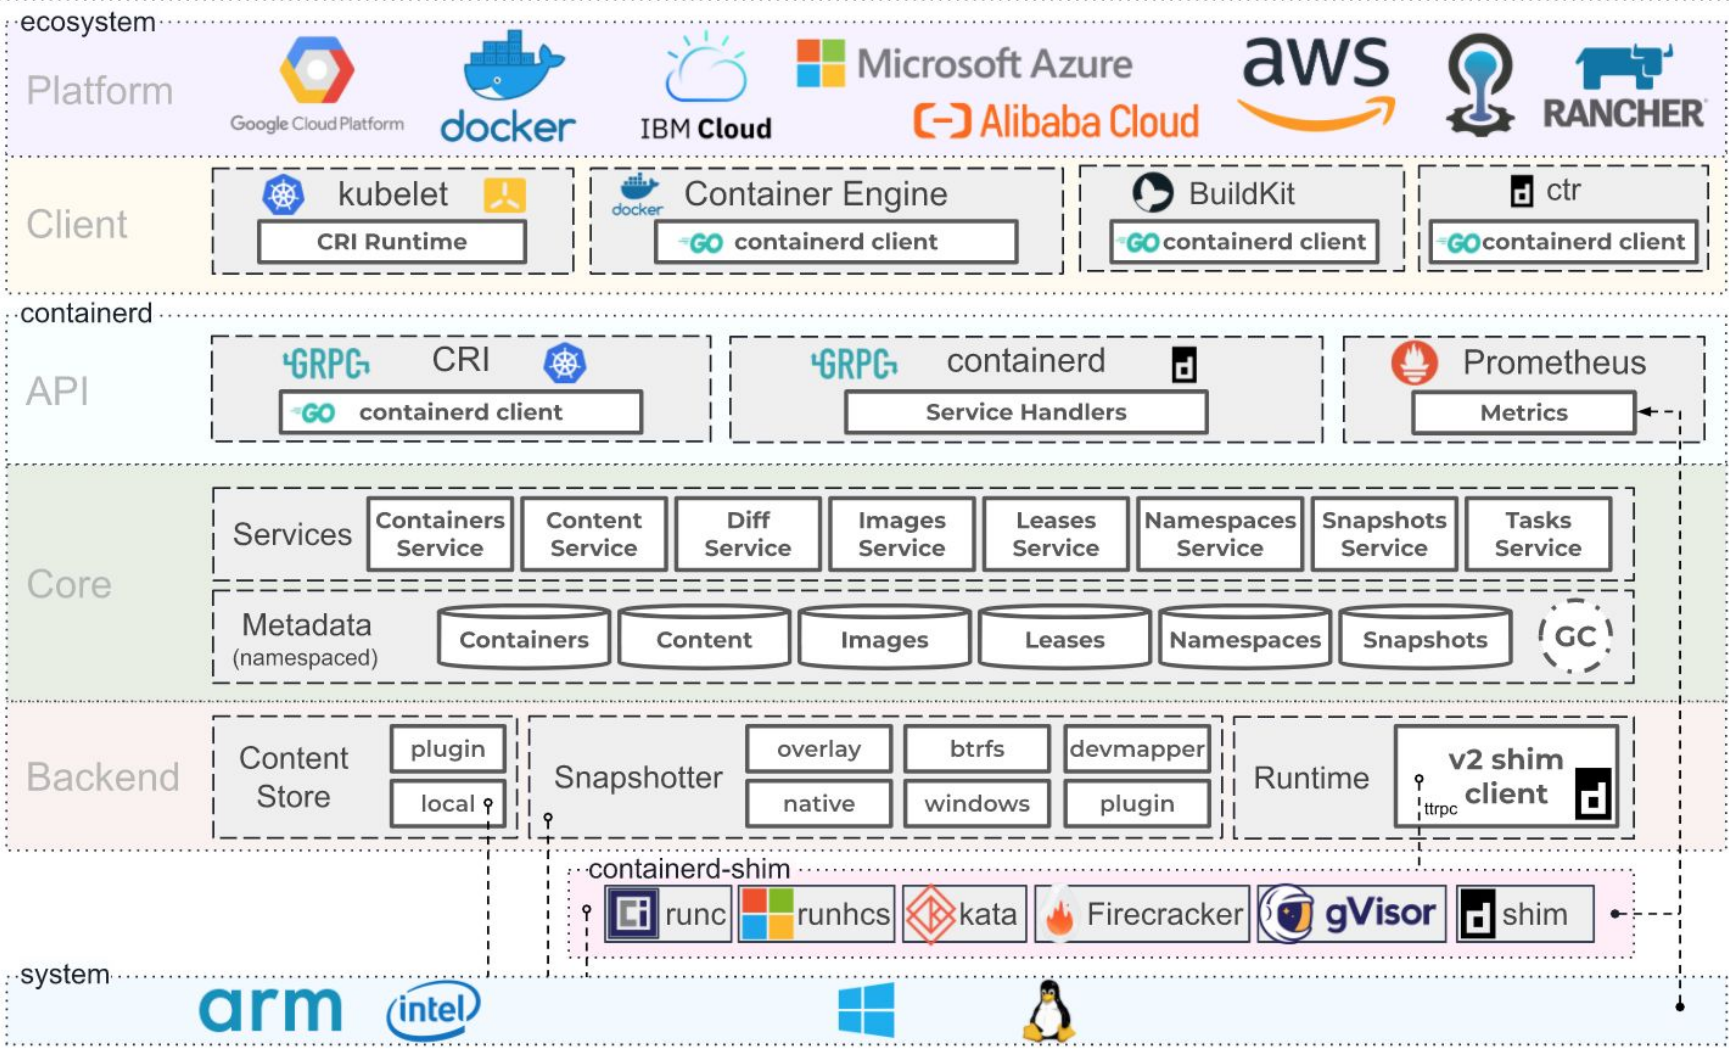 ecosystem
Platform
Google Cloud Platform
docker
IBM Cloud
Microsoft Azure
Alibaba Cloud
aws
RANCHER
Client
kubelet
CRI Runtime
docker
Container Engine
GO containerd client
BuildKit
GO containerd client
ctr
GO containerd client
containerd
API
GRPC CRI
GO containerd client
GRPC containerd
Service Handlers
Prometheus
Metrics
Core
Services
Containers
Service
Content
Service
Diff
Service
Images
Service
Leases
Service
Namespaces
Service
Snapshots
Service
Tasks
Service
Metadata
(namespaced)
Containers
Content
Images
Leases
Namespaces
Snapshots
GC
Backend
Content
Store
plugin
local
Snapshotter
overlay
btrfs
devmapper
native
windows
plugin
Runtime
v2 shim
client
ttrpc
containerd-shim
runc
runhcs
kata
Firecracker
gVisor
shim
system
arm
intel